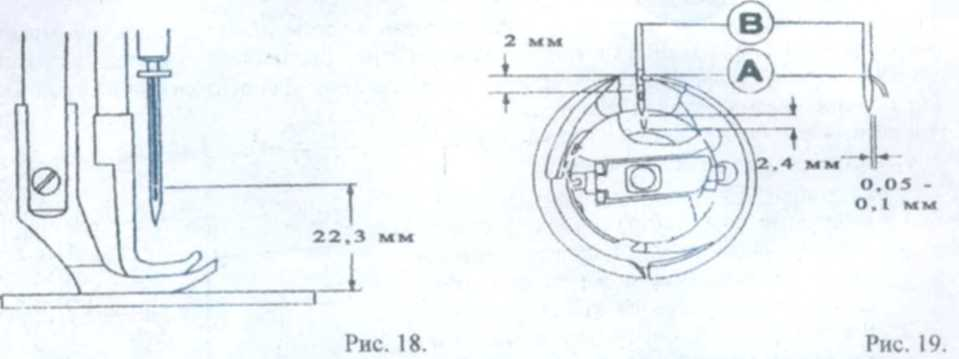 2 мм
B
A
2,4 мм
0,05 -
0,1 мм
22,3 мм
Рис. 18.
Рис. 19.